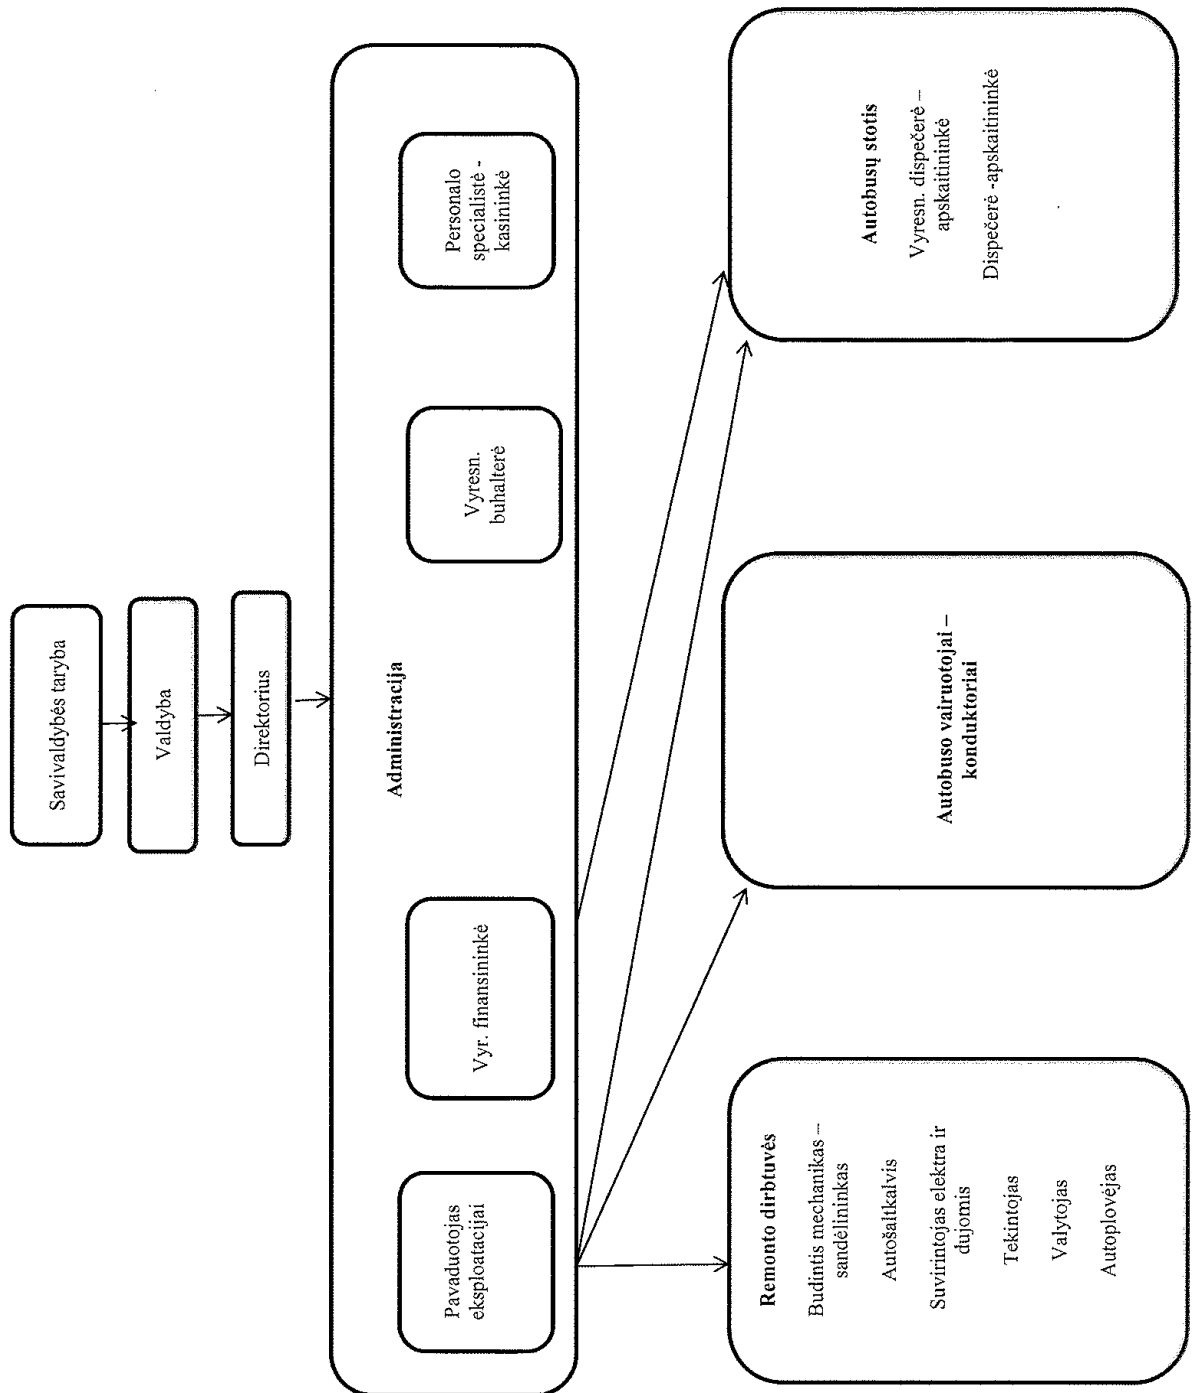 Savivaldybės taryba
Valdyba
Direktorius
Administracija
Pavaduotojas
eksploatacijai
Vyr. finansininkė
Vyresn.
buhalterė
Personalo
specialistė -
kasininkė
Remonto dirbtuvės
Budintis mechanikas –
sandėlininkas
Autošaltkalvis
Suvirintojas elektra ir
dujomis
Tekintojas
Valytojas
Autoplovėjas
Autobuso vairuotojai –
konduktoriai
Autobusų stotis
Vyresn. dispečerė –
apskaitininkė
Dispečerė -apskaitininkė